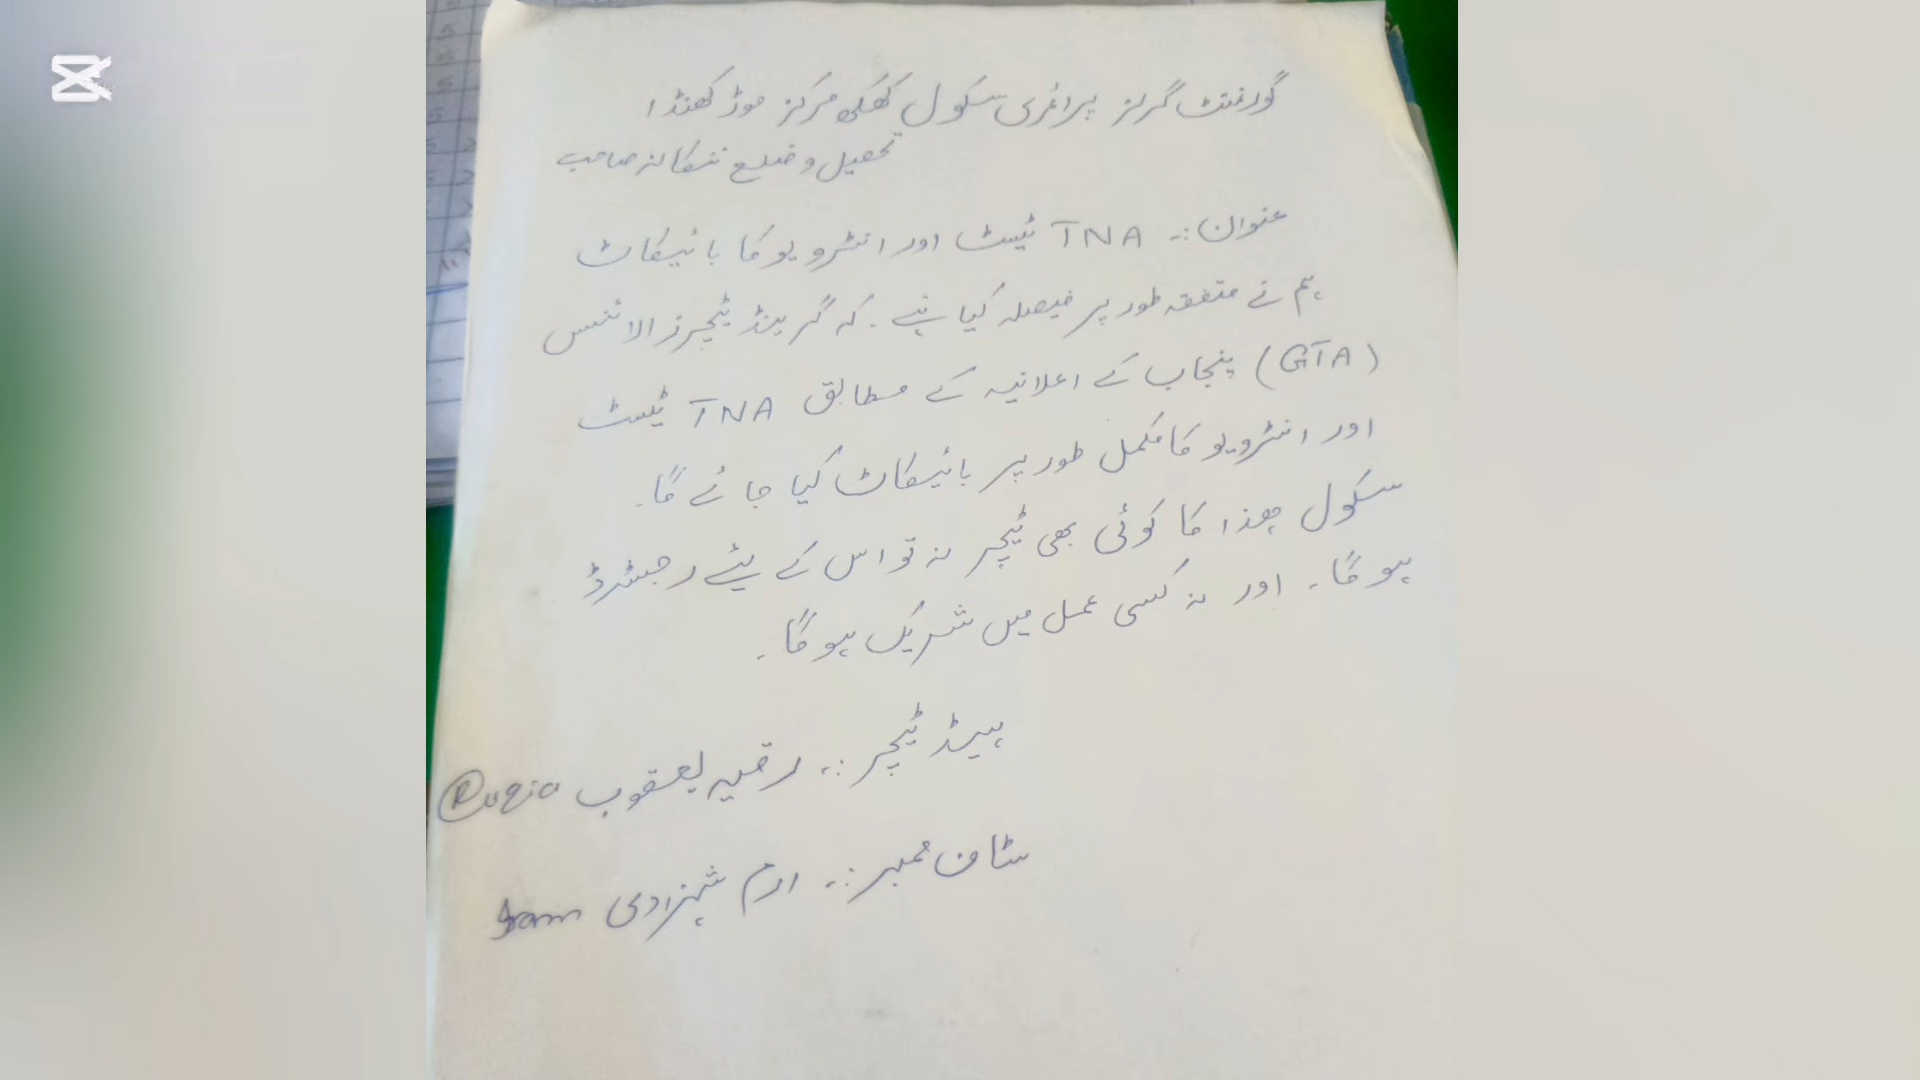 گورنمنٹ گرلز پرائمری سکول کھکی مرکز موڑ کھنڈا
تحصیل و ضلع ننکانہ صاحب
عنوان:۔ TNA ٹیسٹ اور انٹرویو کا بائیکاٹ
ہم نے متفقہ طور پر فیصلہ کیا ہے۔ کہ گرینڈ ٹیچرز الائنس
(GTA) پنجاب کے اعلانیہ کے مطابق TNA ٹیسٹ
اور انٹرویو کا مکمل طور پر بائیکاٹ کیا جائے گا۔
سکول ھذا کا کوئی بھی ٹیچر نہ تو اس کے لیئے رجسٹرڈ
ہو گا۔ اور نہ کسی عمل میں شریک ہو گا۔
ہیڈ ٹیچر:۔ رقیہ یعقوب Ruqia
سٹاف ممبر:۔ ارم شہزادی Iram